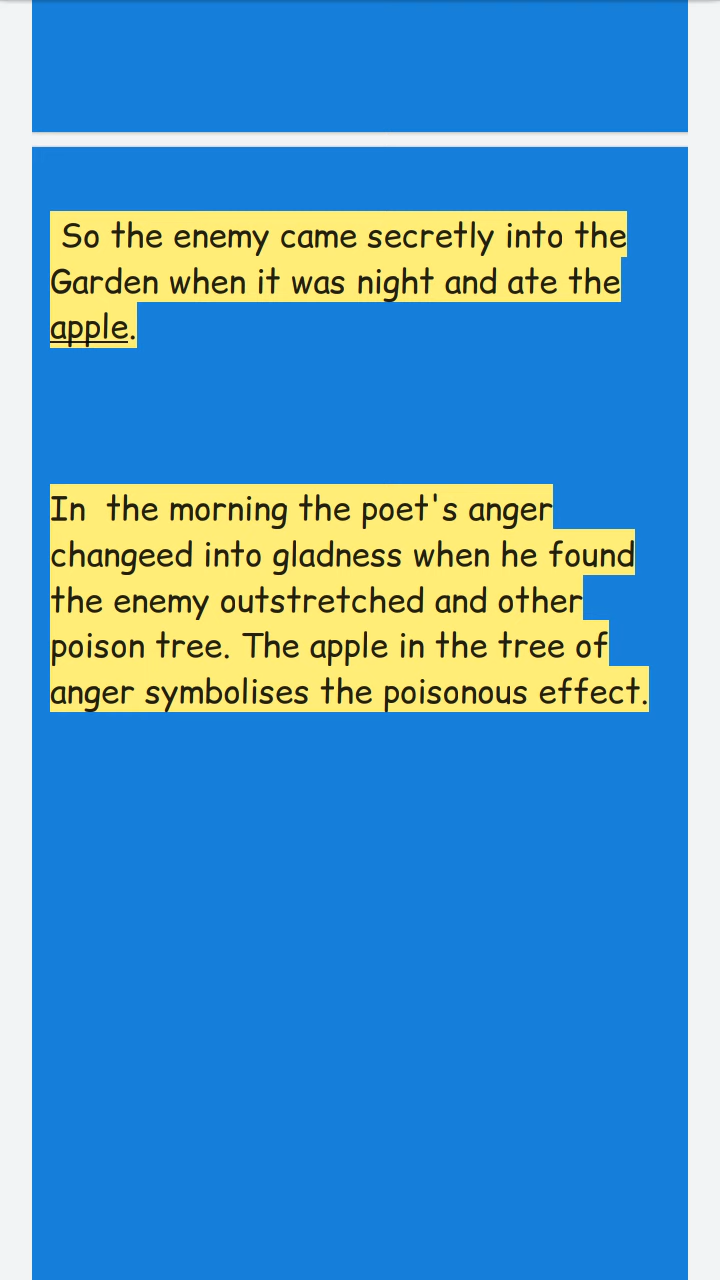 So the enemy came secretly into the
Garden when it was night and ate the
apple.
In  the morning the poet's anger
changeed into gladness when he found
the enemy outstretched and other
poison tree. The apple in the tree of
anger symbolises the poisonous effect.